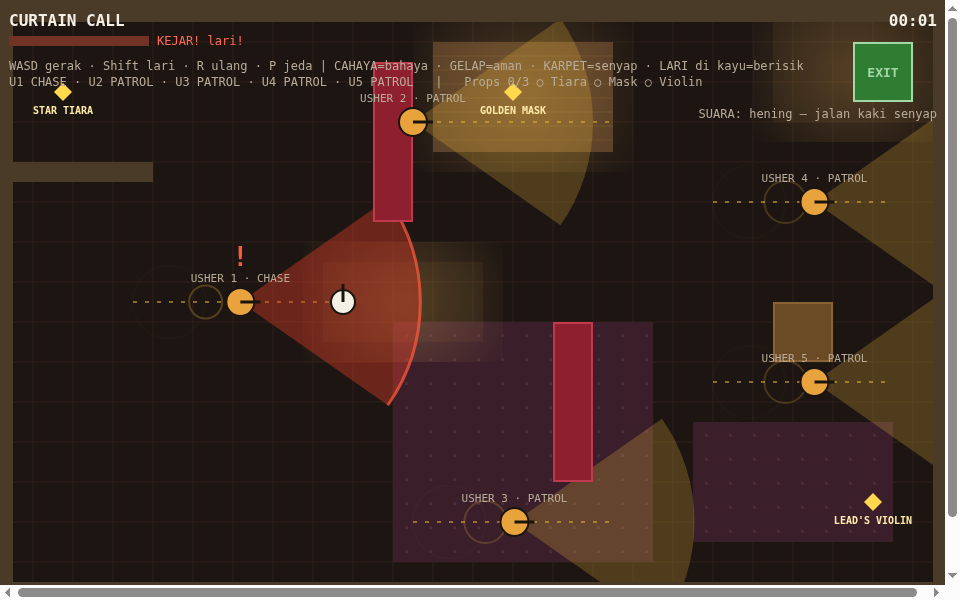 CURTAIN CALL
00:01
KEJAR! lari!
WASD gerak · Shift lari · R ulang · P jeda | CAHAYA=bahaya · GELAP=aman · KARPET=senyap · LARI di kayu=berisik
U1 CHASE · U2 PATROL · U3 PATROL · U4 PATROL · U5 PATROL | Props 0/3 ○ Tiara ○ Mask ○ Violin
EXIT
USHER 2 · PATROL
STAR TIARA
GOLDEN MASK
SUARA: hening — jalan kaki senyap
USHER 4 · PATROL
!
USHER 1 · CHASE
USHER 5 · PATROL
USHER 3 · PATROL
LEAD'S VIOLIN